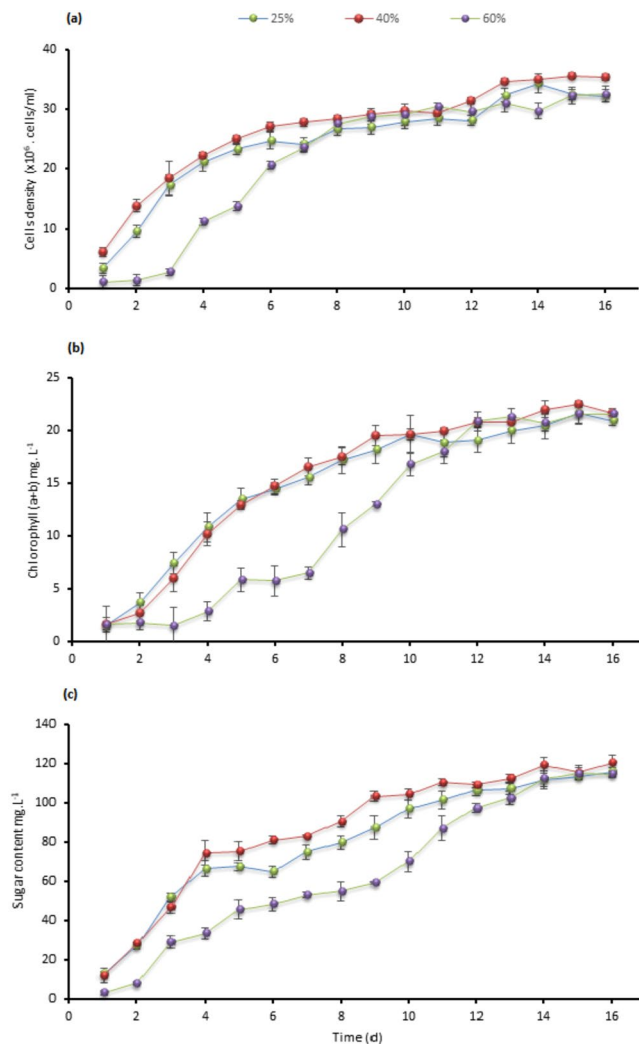 (a)
25% 40% 60%
40
30
20
10
0
Cells density (x10⁶ . cells/ml)
0 2 4 6 8 10 12 14 16
(b)
25
20
15
10
5
0
Chlorophyll (a+b) mg. L⁻¹
0 2 4 6 8 10 12 14 16
(c)
140
120
100
80
60
40
20
0
Sugar content mg.L⁻¹
0 2 4 6 8 10 12 14 16
Time (d)